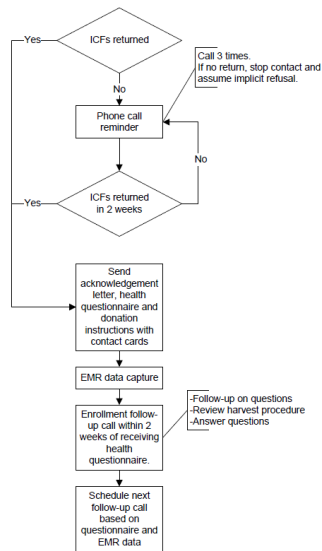 Yes
ICFs returned
Call 3 times.
If no return, stop contact and
assume implicit refusal.
No
Phone call
reminder
No
Yes
ICFs returned
in 2 weeks
Send
acknowledgement
letter, health
questionnaire and
donation
instructions with
contact cards
EMR data capture
Enrollment follow-
up call within 2
weeks of receiving
health
questionnaire.
-Follow-up on questions
-Review harvest procedure
-Answer questions
Schedule next
follow-up call
based on
questionnaire and
EMR data